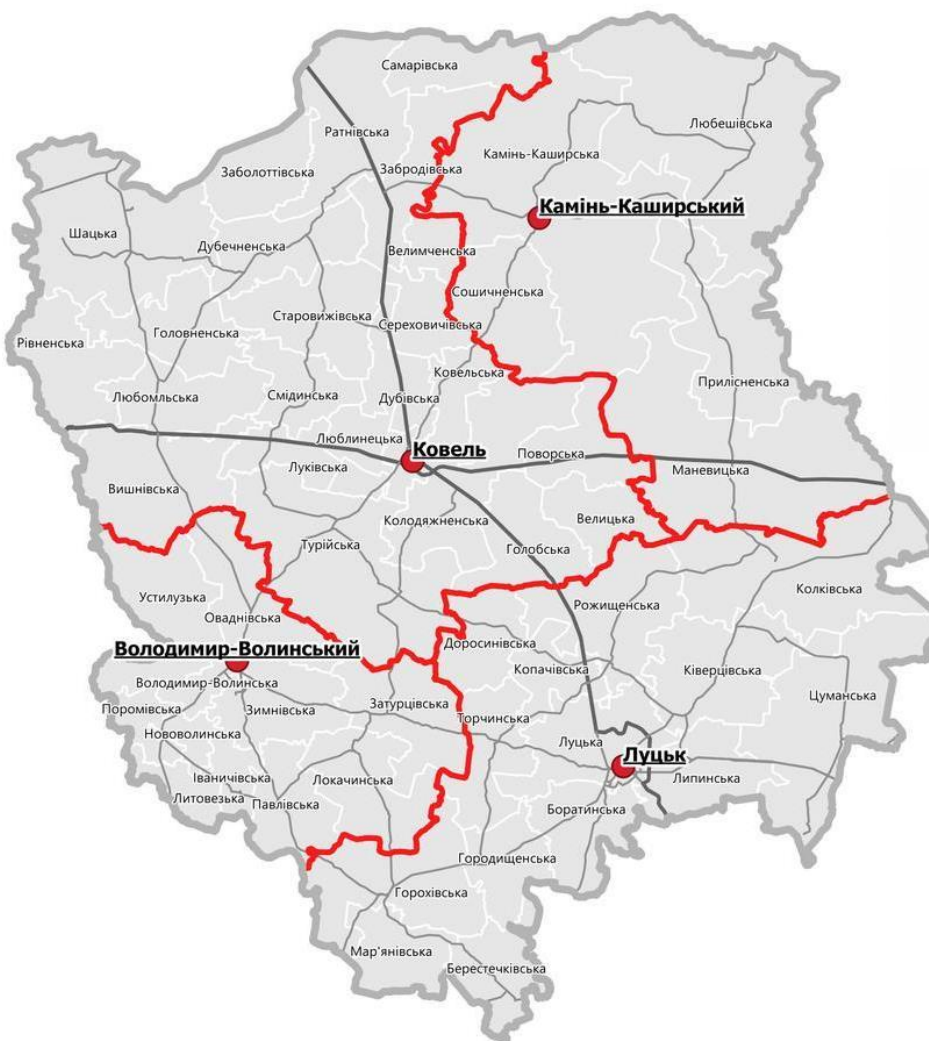 Самарівська
Любешівська
Ратнівська
Камінь-Каширська
Забродівська
Заболоттівська
Камінь-Каширський
Шацька
Дубечненська
Велимченська
Сошичненська
Старовижівська
Сереховичівська
Головненська
Рівненська
Ковельська
Прилісненська
Любомльська
Смідинська
Дубівська
Люблинецька
Ковель
Поворська
Луківська
Маневицька
Вишнівська
Колодяжненська
Велицька
Турійська
Голобська
Колківська
Устилузька
Рожищенська
Оваднівська
Доросинівська
Володимир-Волинський
Копачівська
Ківерцівська
Володимир-Волинська
Цуманська
Поромівська
Зимнівська
Затурцівська
Торчинська
Нововолинська
Луцька
Луцьк
Іваничівська
Локачинська
Липинська
Литовезька
Павлівська
Боратинська
Городищенська
Горохівська
Мар'янівська
Берестечківська